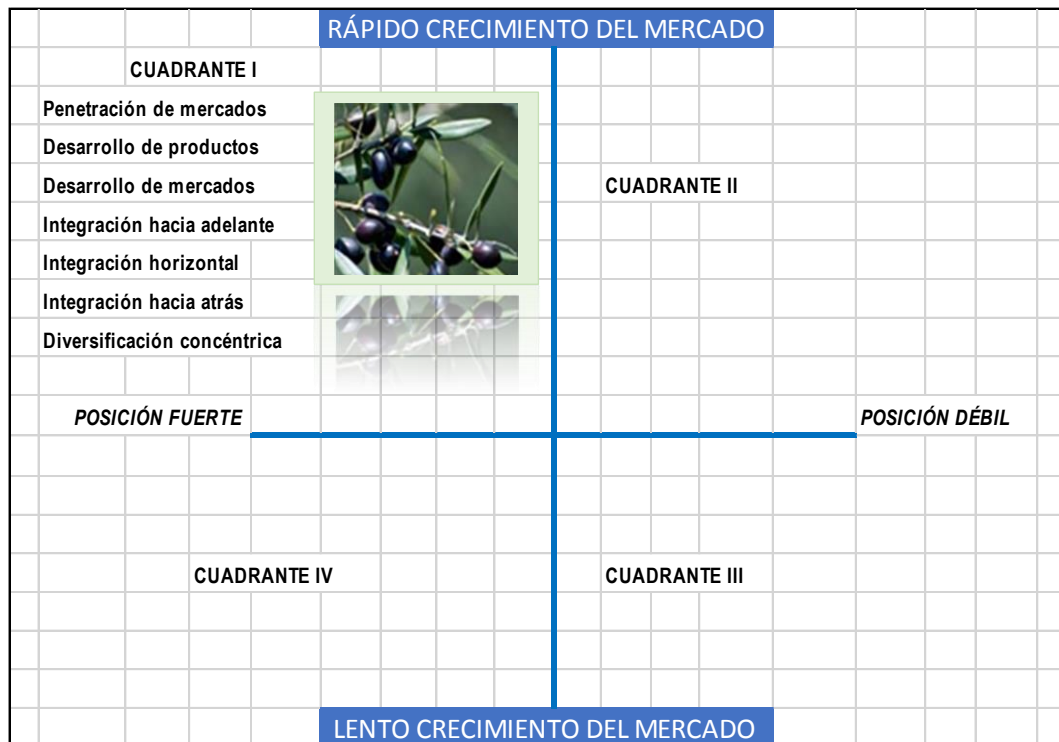 RÁPIDO CRECIMIENTO DEL MERCADO
CUADRANTE I
Penetración de mercados
Desarrollo de productos
Desarrollo de mercados
Integración hacia adelante
Integración horizontal
Integración hacia atrás
Diversificación concéntrica
CUADRANTE II
POSICIÓN FUERTE
POSICIÓN DÉBIL
CUADRANTE IV
CUADRANTE III
LENTO CRECIMIENTO DEL MERCADO